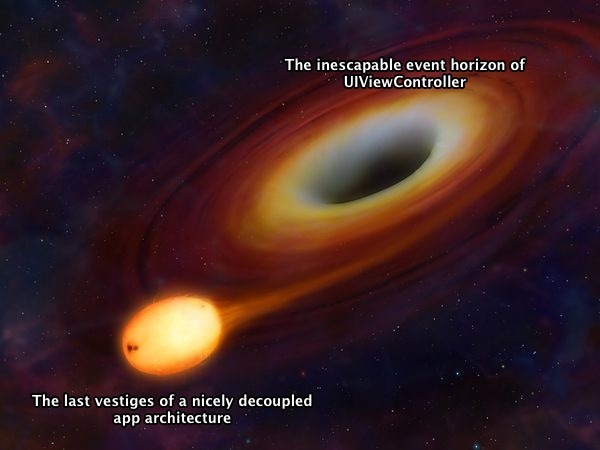 The inescapable event horizon of
UIViewController
The last vestiges of a nicely decoupled
app architecture